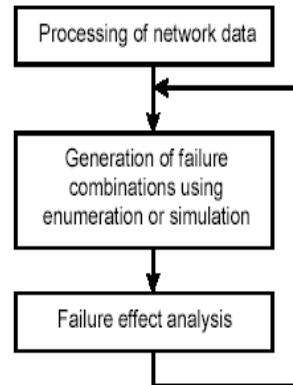 Processing of network data
Generation of failure
combinations using
enumeration or simulation
Failure effect analysis